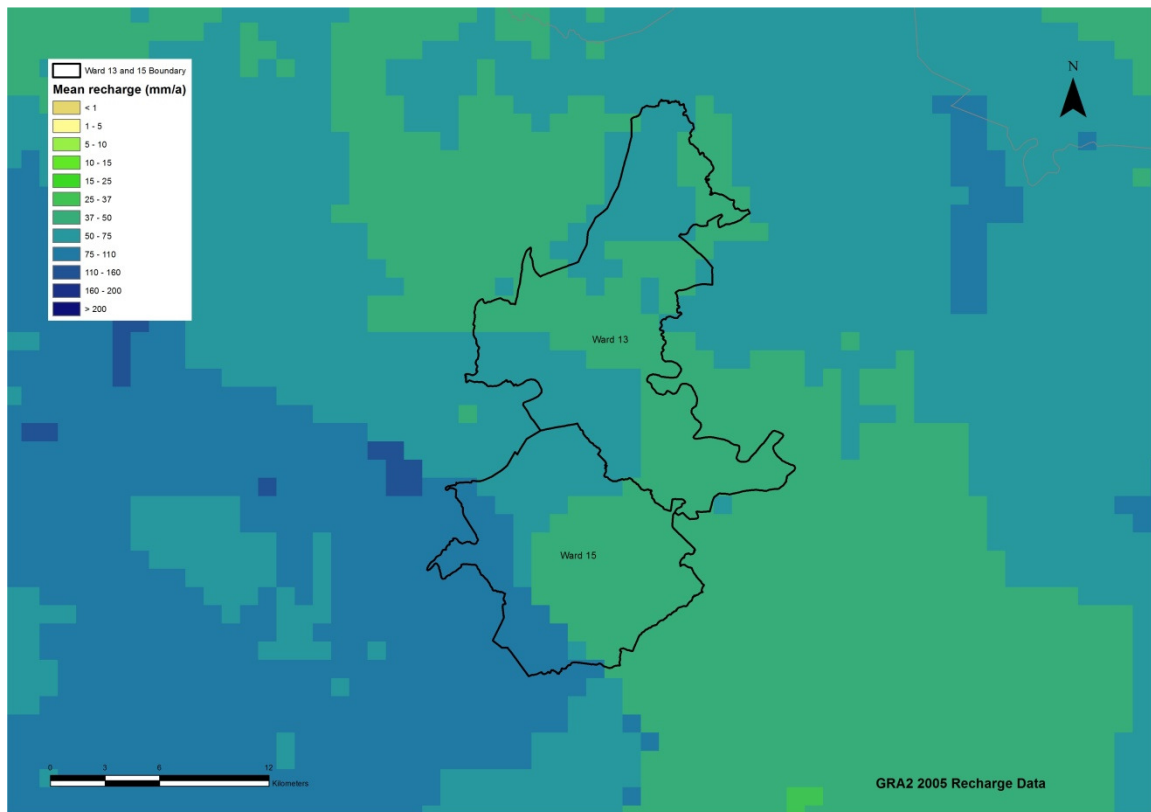 Ward 13 and 15 Boundary
Mean recharge (mm/a)
< 1
1 - 5
5 - 10
10 - 15
15 - 25
25 - 37
37 - 50
50 - 75
75 - 110
110 - 160
160 - 200
> 200
N
Ward 13
Ward 15
0 3 6 12
Kilometers
GRA2 2005 Recharge Data